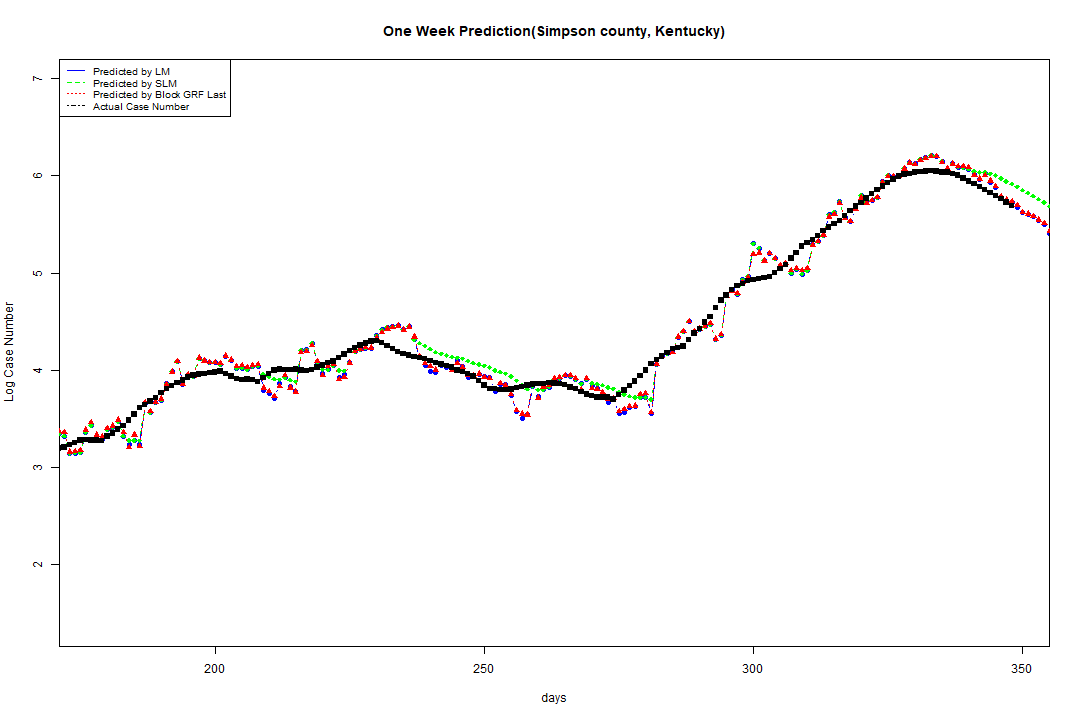 One Week Prediction(Simpson county, Kentucky)
Predicted by LM
Predicted by SLM
Predicted by Block GRF Last
Actual Case Number
7
6
5
4
3
2
Log Case Number
200
250
300
350
days